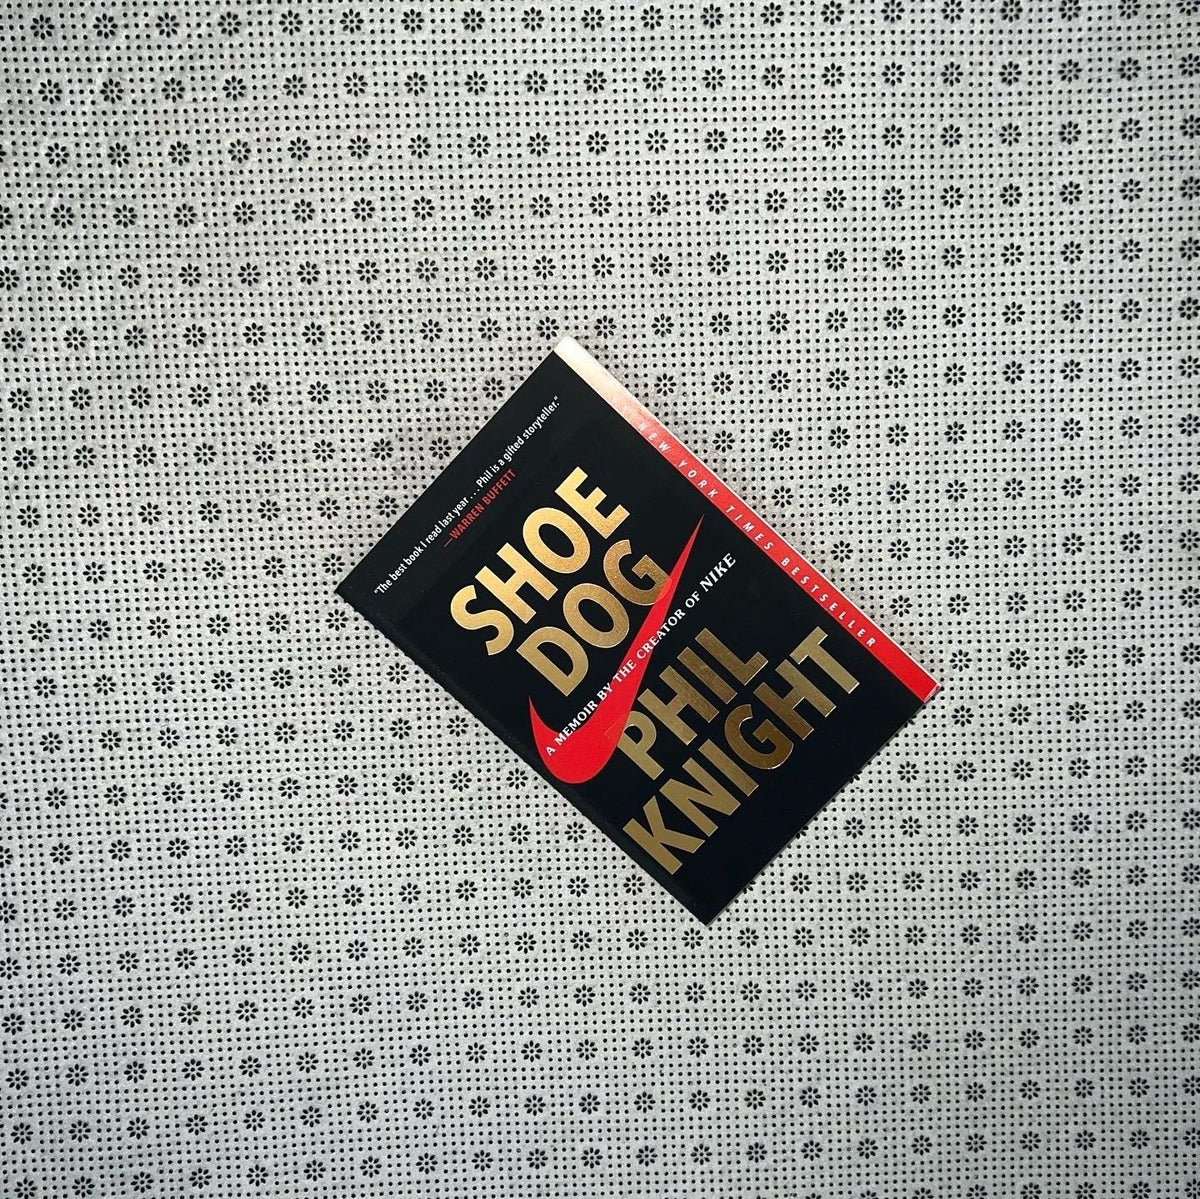 "The best book I read last year . . . Phil is a gifted storyteller."
—WARREN BUFFETT
SHOE
DOG
A MEMOIR BY THE CREATOR OF NIKE
PHIL
KNIGHT
NEW YORK TIMES BESTSELLER